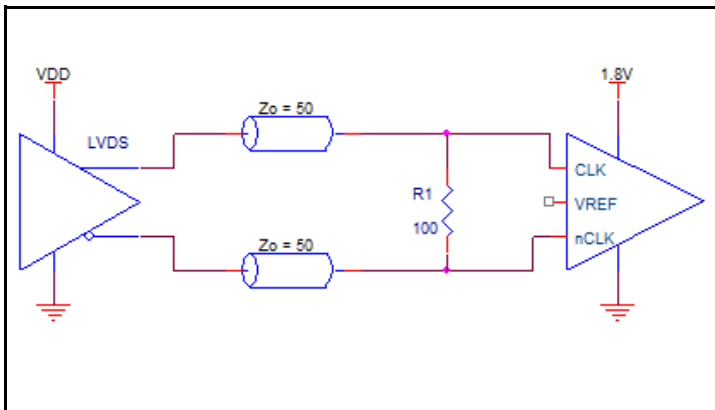 VDD
1.8V
LVDS
Zo = 50
CLK
R1
VREF
100
nCLK
Zo = 50